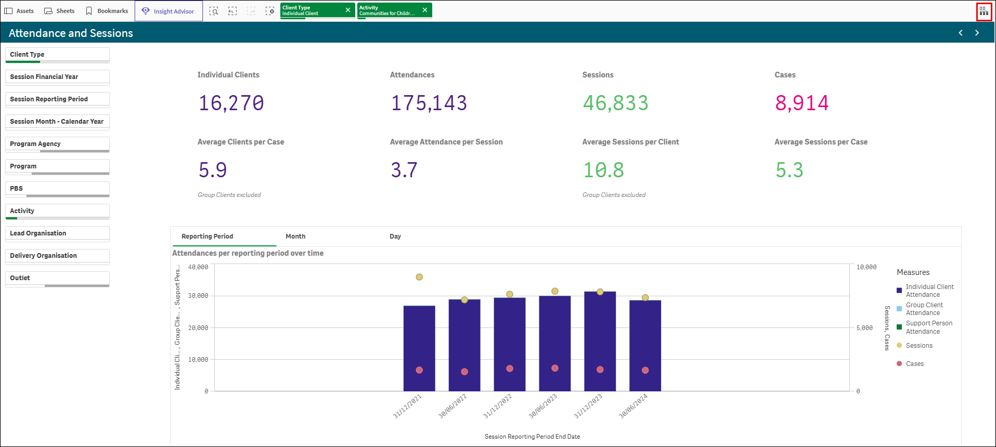 Assets
Sheets
Bookmarks
Insight Advisor
Client Type
Individual Client
Activity
Communities for Childr...
Attendance and Sessions
Client Type
Session Financial Year
Session Reporting Period
Session Month - Calendar Year
Program Agency
Program
PBS
Activity
Lead Organisation
Delivery Organisation
Outlet
Individual Clients
16,270
Attendances
175,143
Sessions
46,833
Cases
8,914
Average Clients per Case
5.9
Group Clients excluded
Average Attendance per Session
3.7
Average Sessions per Client
10.8
Group Clients excluded
Average Sessions per Case
5.3
Reporting Period
Month
Day
Attendances per reporting period over time
Individual Cli... , Group Clie... , Support Pers...
40,000
30,000
20,000
10,000
0
10,000
5,000
0
Sessions, Cases
31/12/2021
30/06/2022
31/12/2022
30/06/2023
31/12/2023
30/06/2024
Session Reporting Period End Date
Measures
Individual Client
Attendance
Group Client
Attendance
Support Person
Attendance
Sessions
Cases